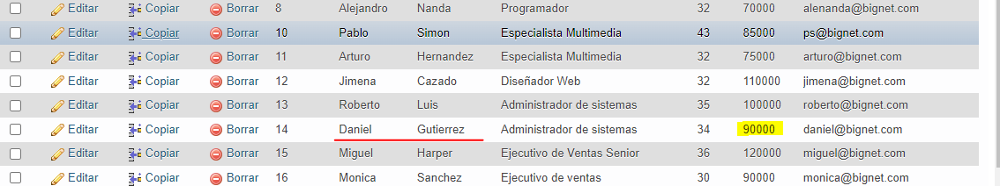 Editar Copiar Borrar 8 Alejandro Nanda Programador 32 70000 alenanda@bignet.com
Editar Copiar Borrar 10 Pablo Simon Especialista Multimedia 43 85000 ps@bignet.com
Editar Copiar Borrar 11 Arturo Hernandez Especialista Multimedia 32 75000 arturo@bignet.com
Editar Copiar Borrar 12 Jimena Cazado Diseñador Web 32 110000 jimena@bignet.com
Editar Copiar Borrar 13 Roberto Luis Administrador de sistemas 35 100000 roberto@bignet.com
Editar Copiar Borrar 14 Daniel Gutierrez Administrador de sistemas 34 90000 daniel@bignet.com
Editar Copiar Borrar 15 Miguel Harper Ejecutivo de Ventas Senior 36 120000 miguel@bignet.com
Editar Copiar Borrar 16 Monica Sanchez Ejecutivo de ventas 30 90000 monica@bignet.com